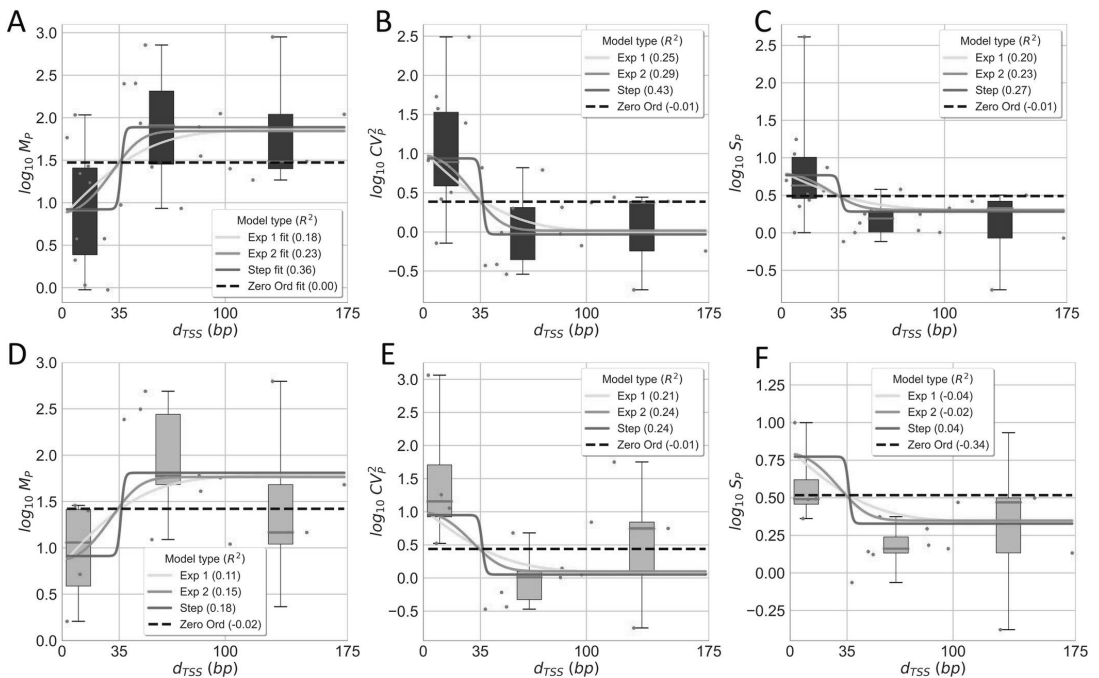 A
log10 MP
3.0
2.5
2.0
1.5
1.0
0.5
0.0
Model type (R²)
Exp 1 fit (0.18)
Exp 2 fit (0.23)
Step fit (0.36)
Zero Ord fit (0.00)
0 35 100 175
dTSS (bp)
B
log10 CV²P
2.5
2.0
1.5
1.0
0.5
0.0
−0.5
Model type (R²)
Exp 1 (0.25)
Exp 2 (0.29)
Step (0.43)
Zero Ord (-0.01)
0 35 100 175
dTSS (bp)
C
log10 SP
2.5
2.0
1.5
1.0
0.5
0.0
−0.5
Model type (R²)
Exp 1 (0.20)
Exp 2 (0.23)
Step (0.27)
Zero Ord (-0.01)
0 35 100 175
dTSS (bp)
D
log10 MP
3.0
2.5
2.0
1.5
1.0
0.5
0.0
Model type (R²)
Exp 1 (0.11)
Exp 2 (0.15)
Step (0.18)
Zero Ord (-0.02)
0 35 100 175
dTSS (bp)
E
log10 CV²P
3.0
2.5
2.0
1.5
1.0
0.5
0.0
−0.5
Model type (R²)
Exp 1 (0.21)
Exp 2 (0.24)
Step (0.24)
Zero Ord (-0.01)
0 35 100 175
dTSS (bp)
F
log10 SP
1.25
1.00
0.75
0.50
0.25
0.00
−0.25
Model type (R²)
Exp 1 (-0.04)
Exp 2 (-0.02)
Step (0.04)
Zero Ord (-0.34)
0 35 100 175
dTSS (bp)